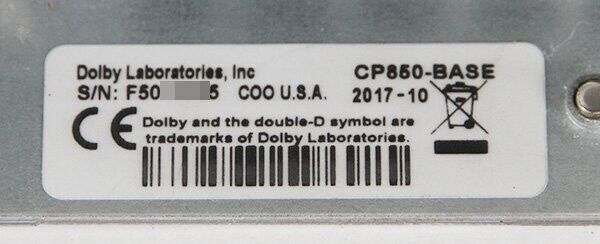 Dolby Laboratories, Inc CP850-BASE
S/N: F50 5 COO U.S.A. 2017-10
CE Dolby and the double-D symbol are
trademarks of Dolby Laboratories.